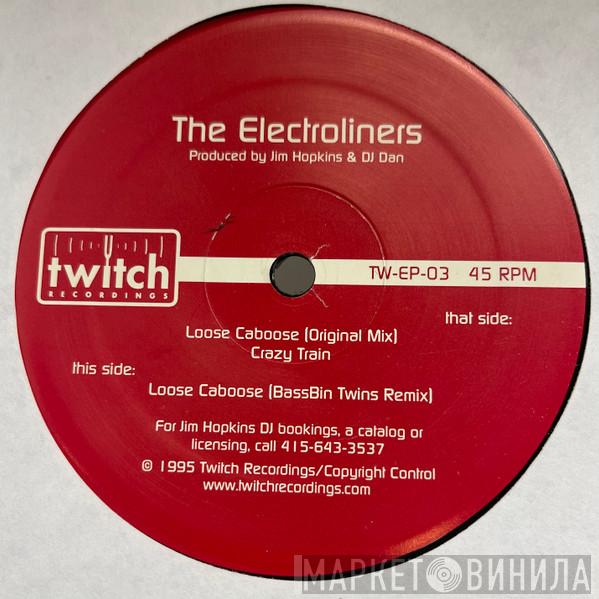 The Electroliners
Produced by Jim Hopkins & DJ Dan
twitch
RECORDINGS
TW-EP-03 45 RPM
that side:
Loose Caboose (Original Mix)
Crazy Train
this side:
Loose Caboose (BassBin Twins Remix)
For Jim Hopkins DJ bookings, a catalog or
licensing, call 415-643-3537
© 1995 Twitch Recordings/Copyright Control
www.twitchrecordings.com
МАРКЕТ ВИНИЛА